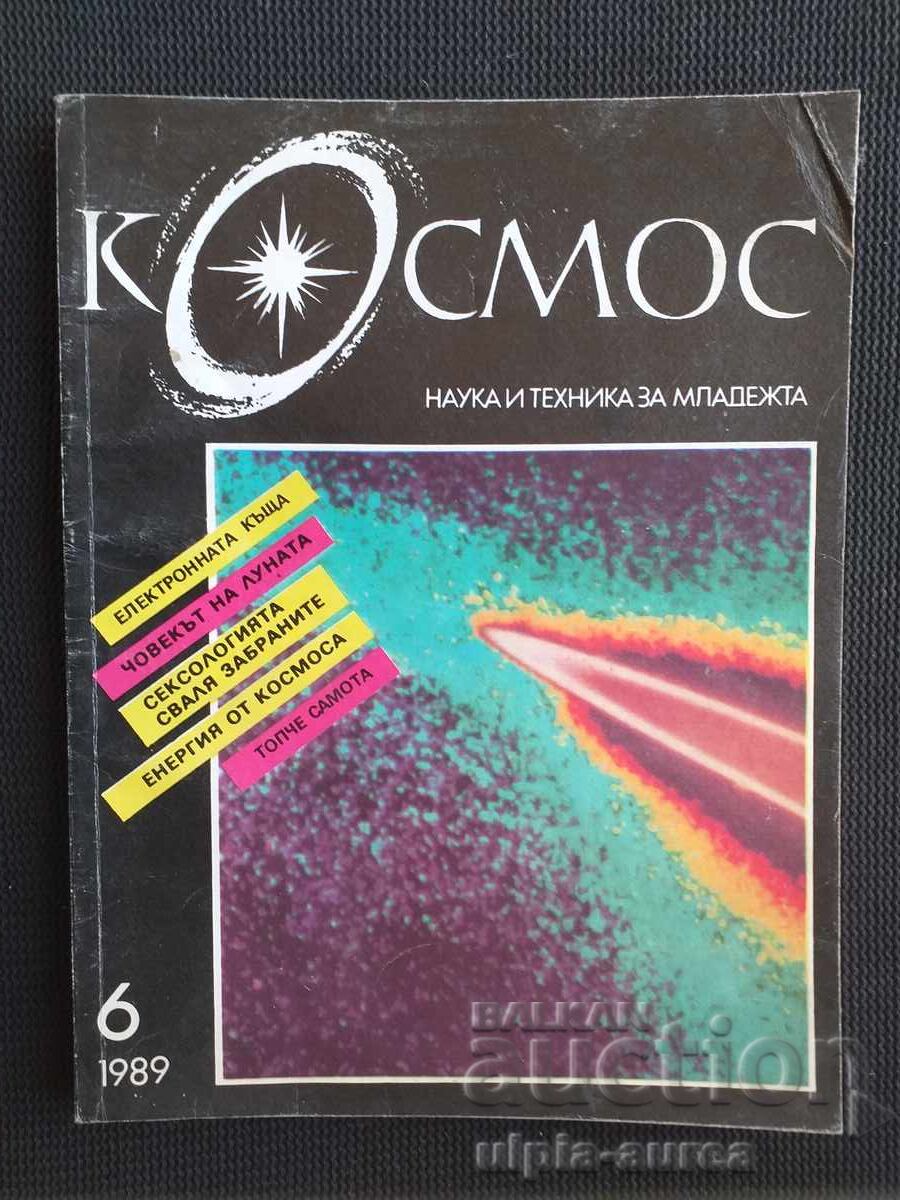 КОСМОС
НАУКА И ТЕХНИКА ЗА МЛАДЕЖТА
ЕЛЕКТРОННАТА КЪЩА
ЧОВЕКЪТ НА ЛУНАТА
СЕКСОЛОГИЯТА
СВАЛЯ ЗАБРАНИТЕ
ЕНЕРГИЯ ОТ КОСМОСА
ТОПЧЕ САМОТА
6
1989
BALKAN
auction
ulpia-aurea